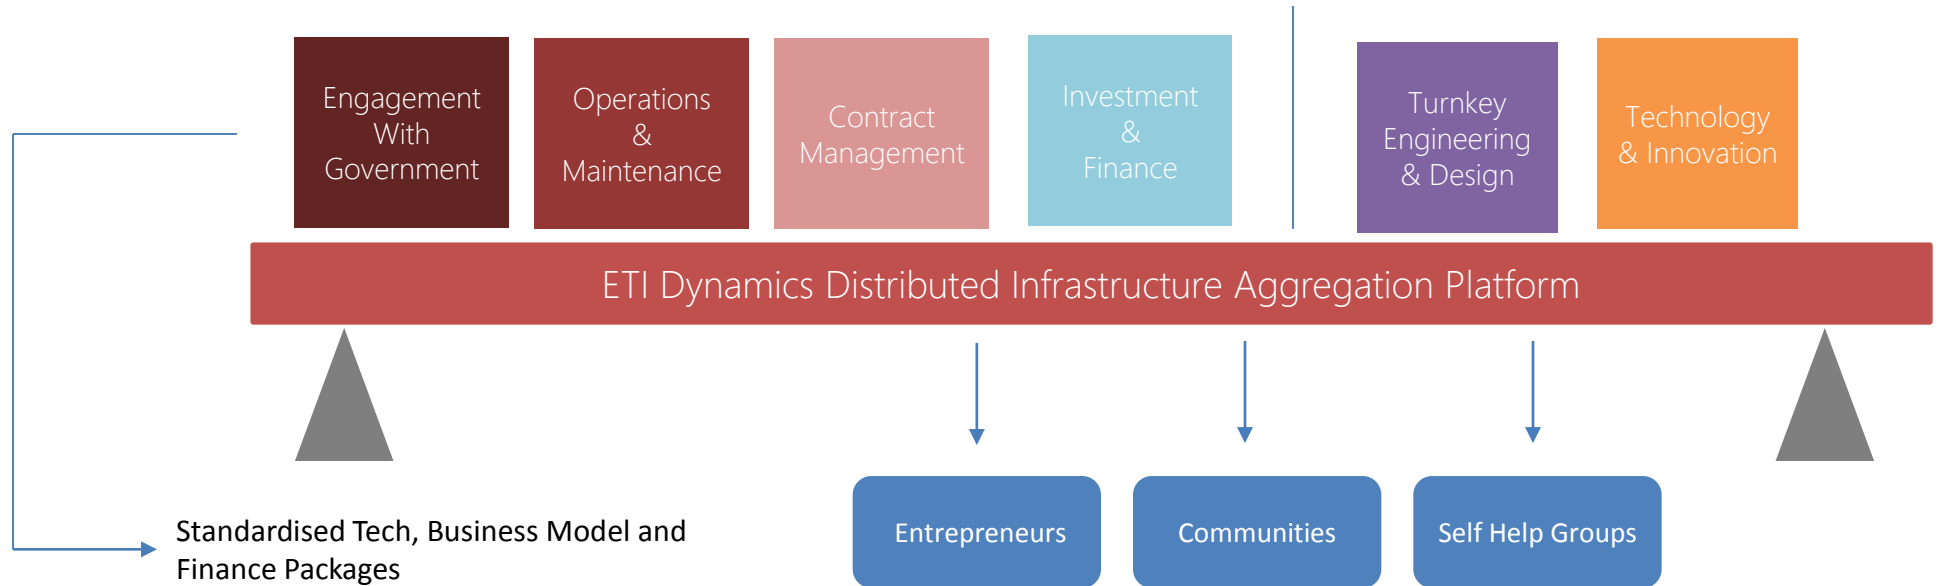 Engagement
With
Government
Operations
&
Maintenance
Contract
Management
Investment
&
Finance
Turnkey
Engineering
& Design
Technology
& Innovation
ETI Dynamics Distributed Infrastructure Aggregation Platform
Standardised Tech, Business Model and
Finance Packages
Entrepreneurs
Communities
Self Help Groups